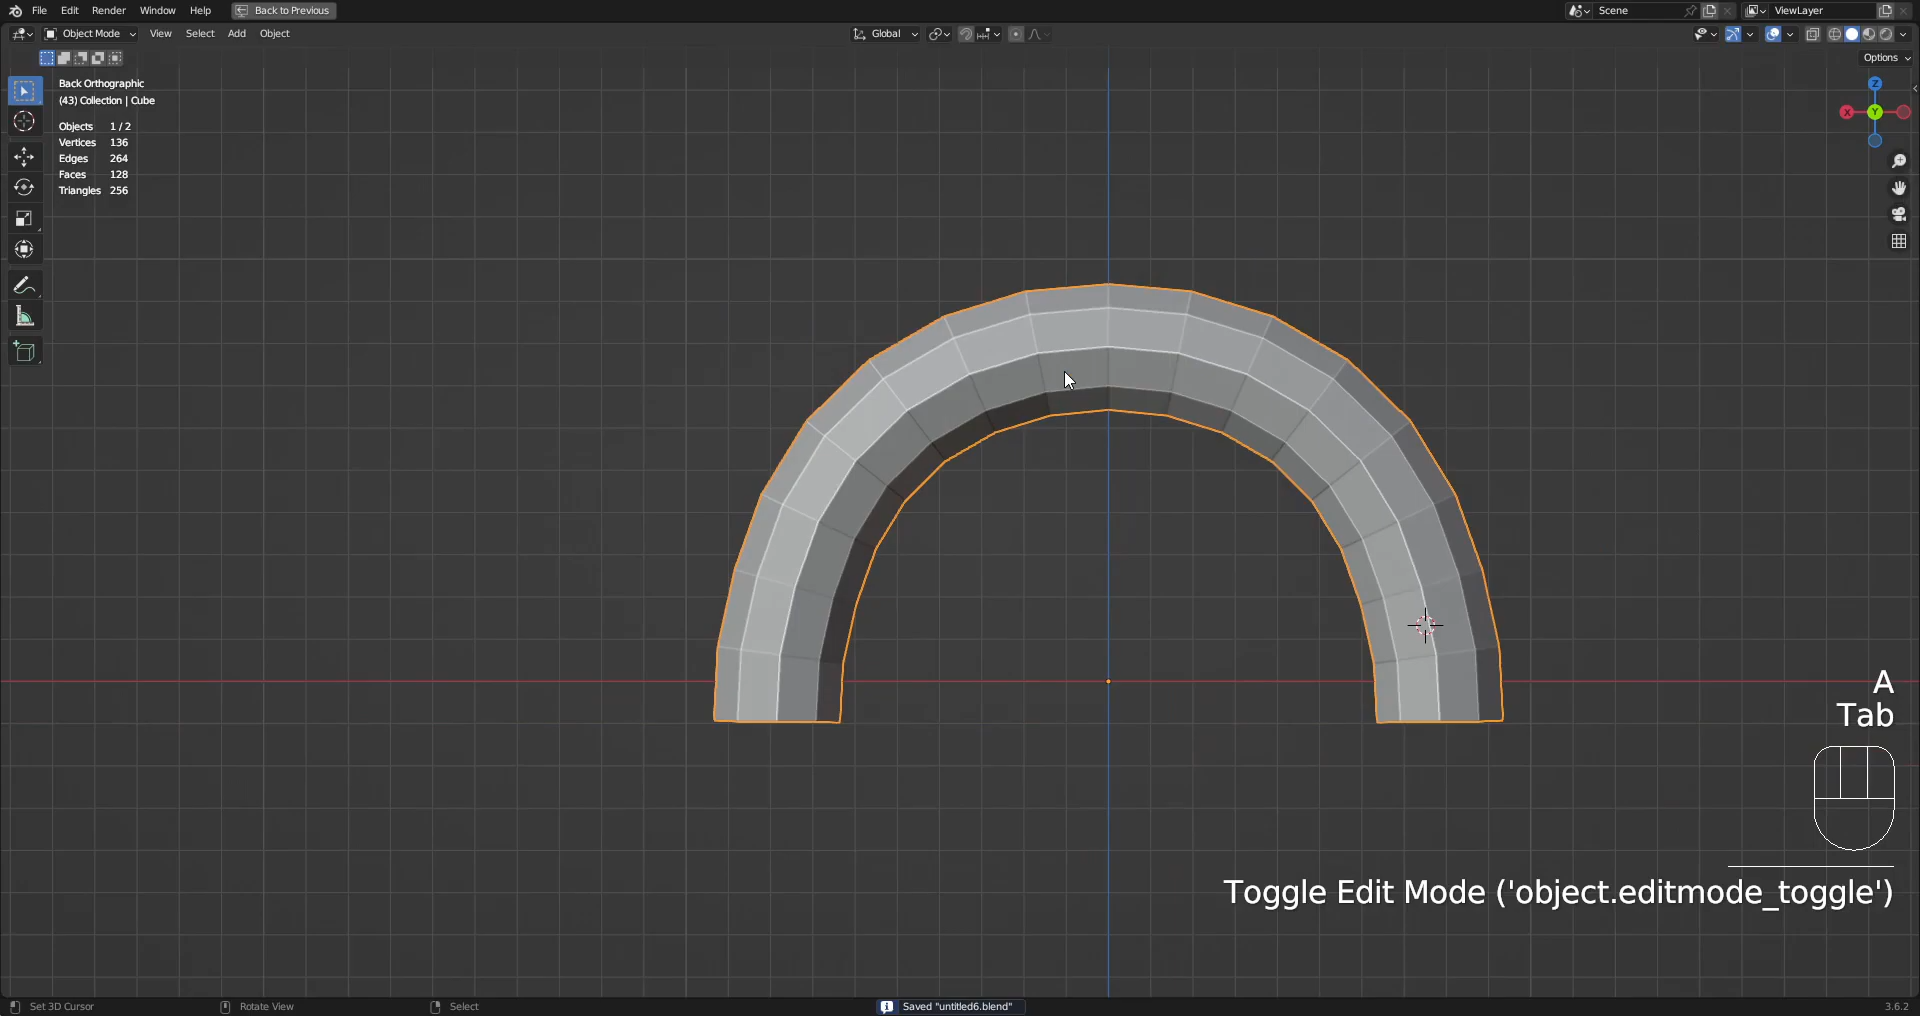 File Edit Render Window Help Back to Previous Scene ViewLayer
Object Mode View Select Add Object Global
Options
Back Orthographic
(43) Collection | Cube
Objects 1 / 2
Vertices 136
Edges 264
Faces 128
Triangles 256
Z
X Y
A
Tab
Toggle Edit Mode ('object.editmode_toggle')
Set 3D Cursor Rotate View Select Saved "untitled6.blend" 3.6.2